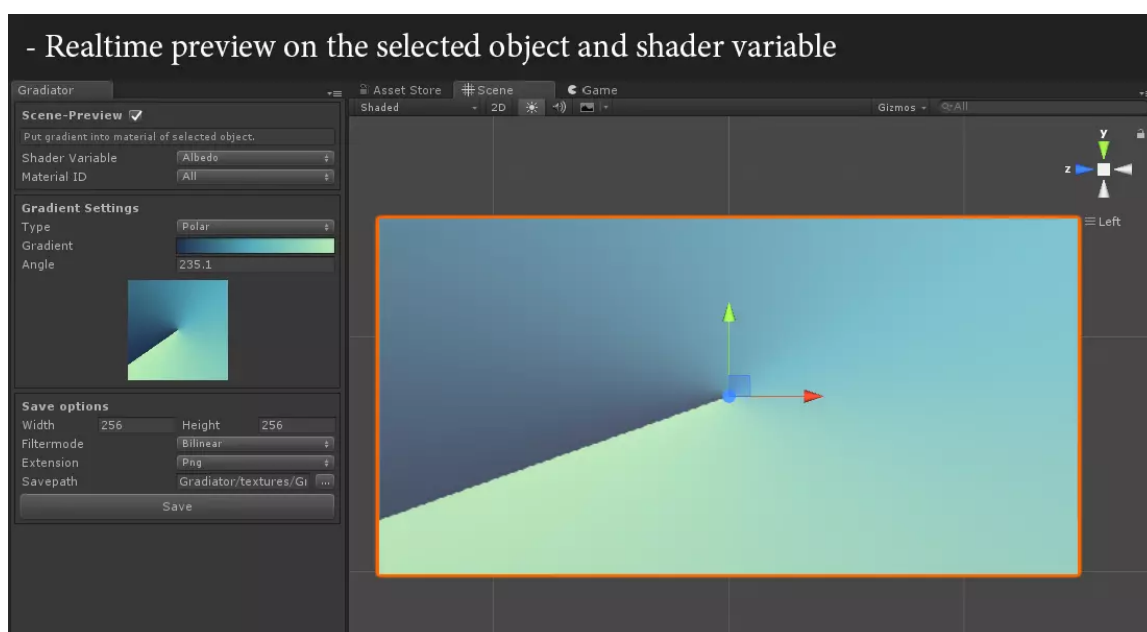 - Realtime preview on the selected object and shader variable
Gradiator
Asset Store Scene Game
Shaded 2D Gizmos All
Scene-Preview
Put gradient into material of selected object.
Shader Variable Albedo
Material ID All
y
z
Left
Gradient Settings
Type Polar
Gradient
Angle 235.1
Save options
Width 256 Height 256
Filtermode Bilinear
Extension Png
Savepath Gradiator/textures/Gr ...
Save